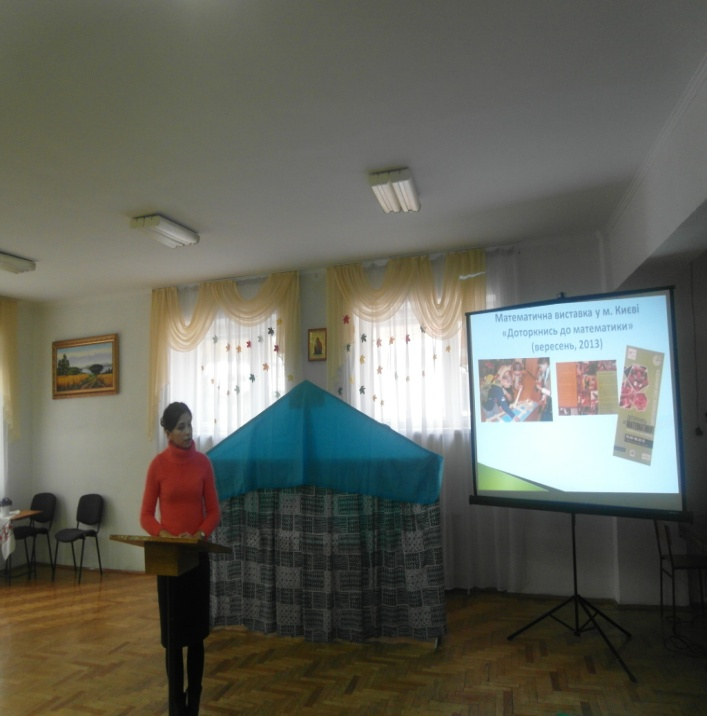 Математична виставка у м. Києві
«Доторкнись до математики»
(вересень, 2013)